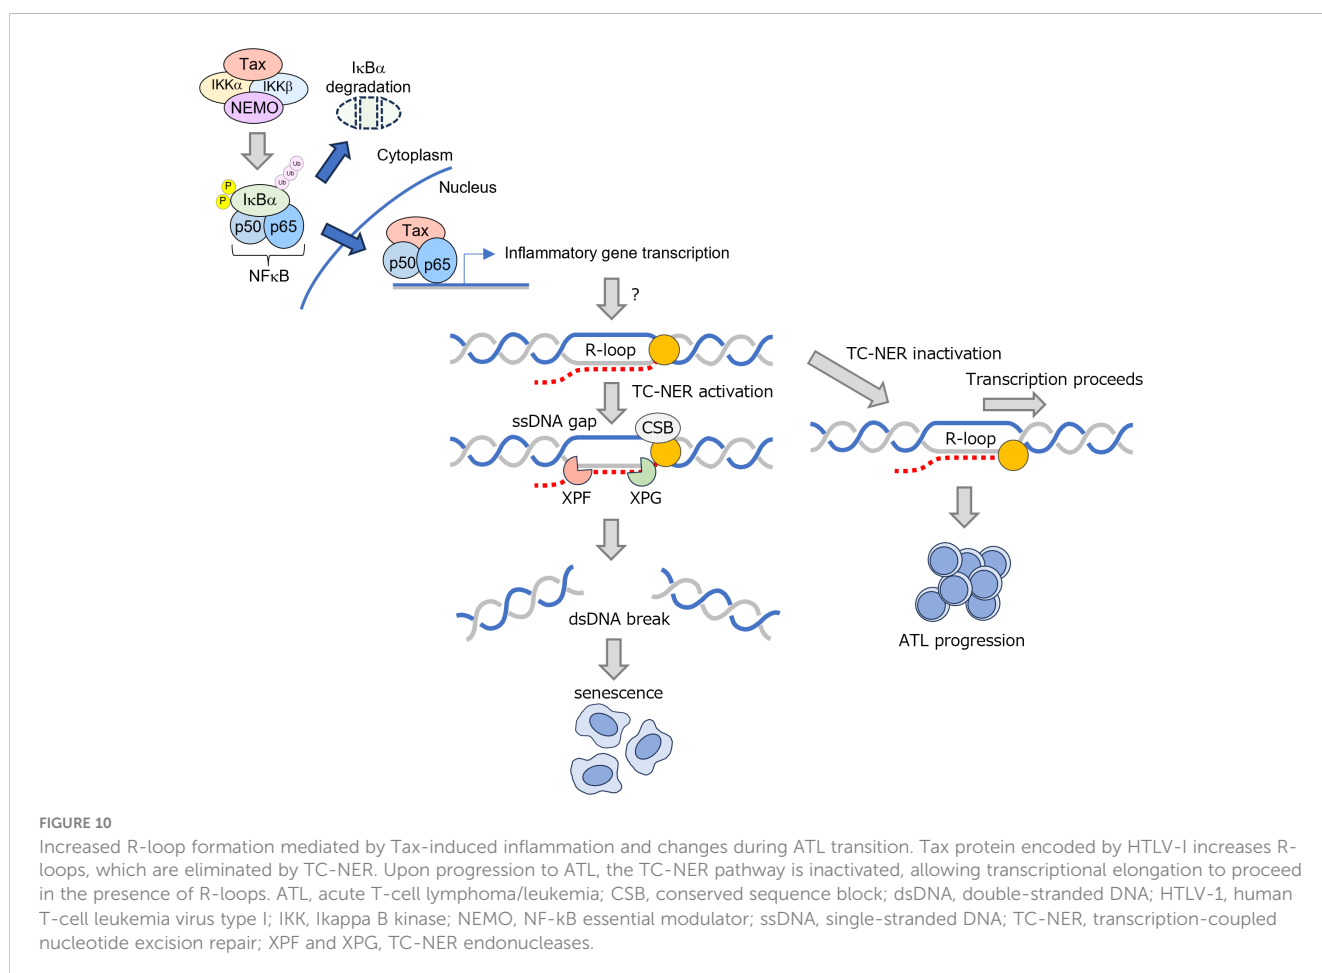 Tax
IKKα
IKKβ
NEMO
IκBα
degradation
Cytoplasm
Nucleus
P
P
Ub
Ub
Ub
IκBα
p50
p65
NFκB
Tax
p50
p65
Inflammatory gene transcription
?
R-loop
TC-NER inactivation
Transcription proceeds
TC-NER activation
ssDNA gap
CSB
R-loop
XPF
XPG
dsDNA break
ATL progression
senescence
FIGURE 10
Increased R-loop formation mediated by Tax-induced inflammation and changes during ATL transition. Tax protein encoded by HTLV-I increases R-
loops, which are eliminated by TC-NER. Upon progression to ATL, the TC-NER pathway is inactivated, allowing transcriptional elongation to proceed
in the presence of R-loops. ATL, acute T-cell lymphoma/leukemia; CSB, conserved sequence block; dsDNA, double-stranded DNA; HTLV-1, human
T-cell leukemia virus type I; IKK, Ikappa B kinase; NEMO, NF-kB essential modulator; ssDNA, single-stranded DNA; TC-NER, transcription-coupled
nucleotide excision repair; XPF and XPG, TC-NER endonucleases.